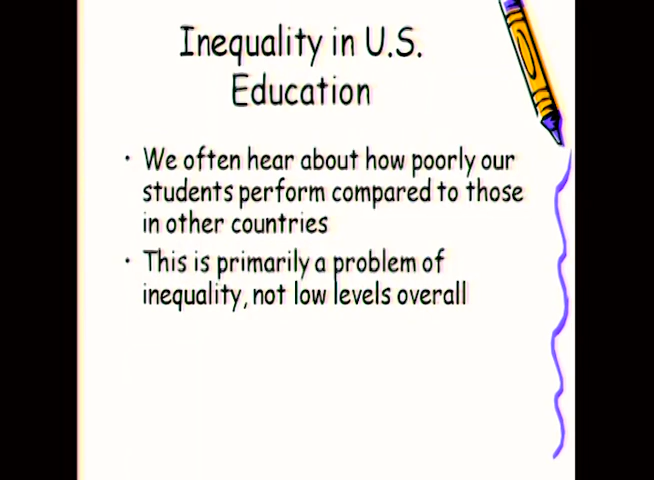 Inequality in U.S.
Education
• We often hear about how poorly our
students perform compared to those
in other countries
• This is primarily a problem of
inequality, not low levels overall